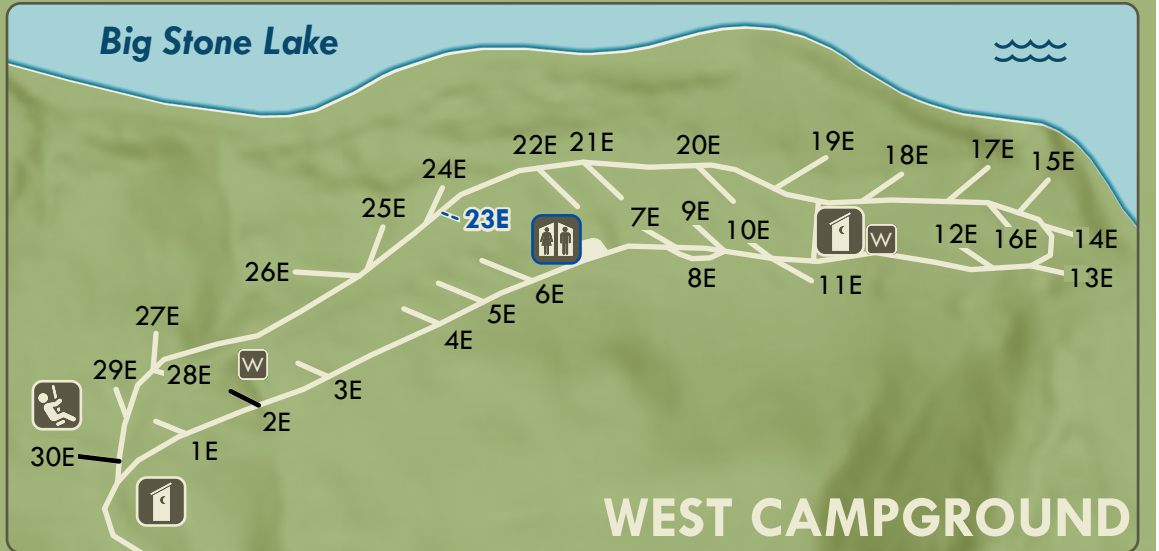 Big Stone Lake
19E
20E
22E 21E
17E
18E
15E
24E
25E
23E
7E
9E
10E
12E
16E
14E
26E
8E
11E
13E
6E
5E
27E
4E
29E
28E
W
W
3E
2E
1E
30E
WEST CAMPGROUND